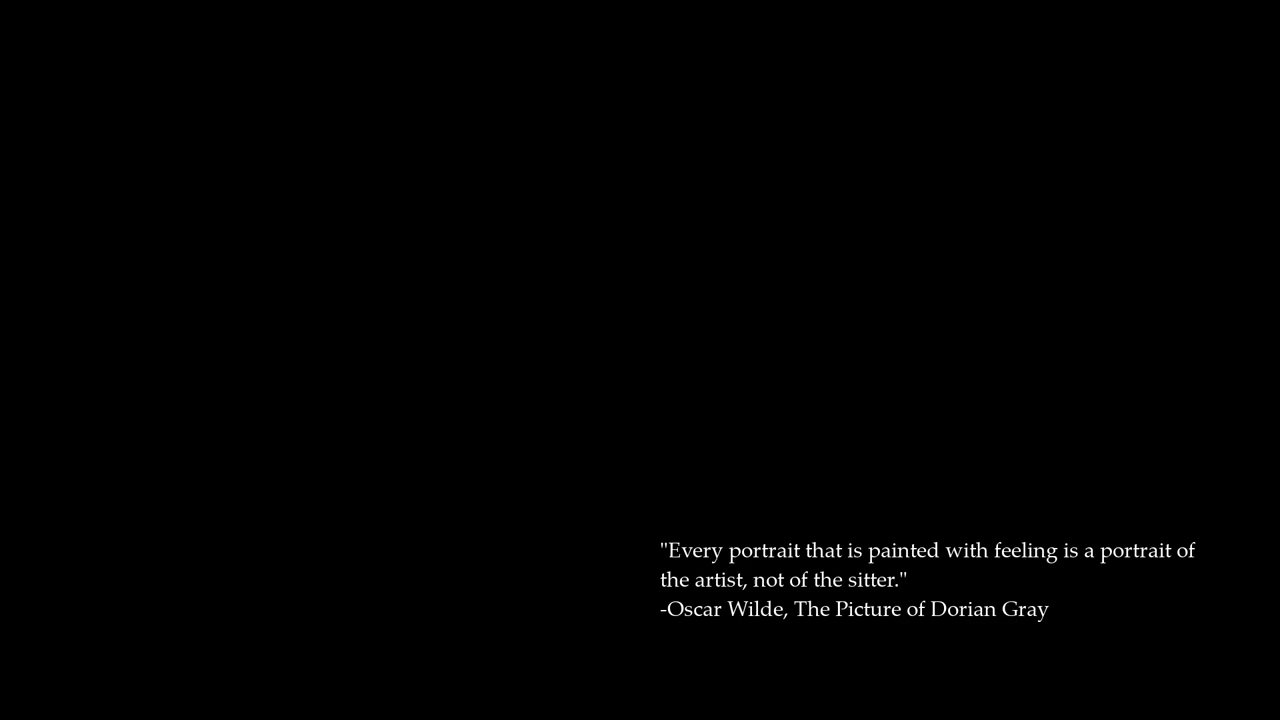 "Every portrait that is painted with feeling is a portrait of
the artist, not of the sitter."
-Oscar Wilde, The Picture of Dorian Gray